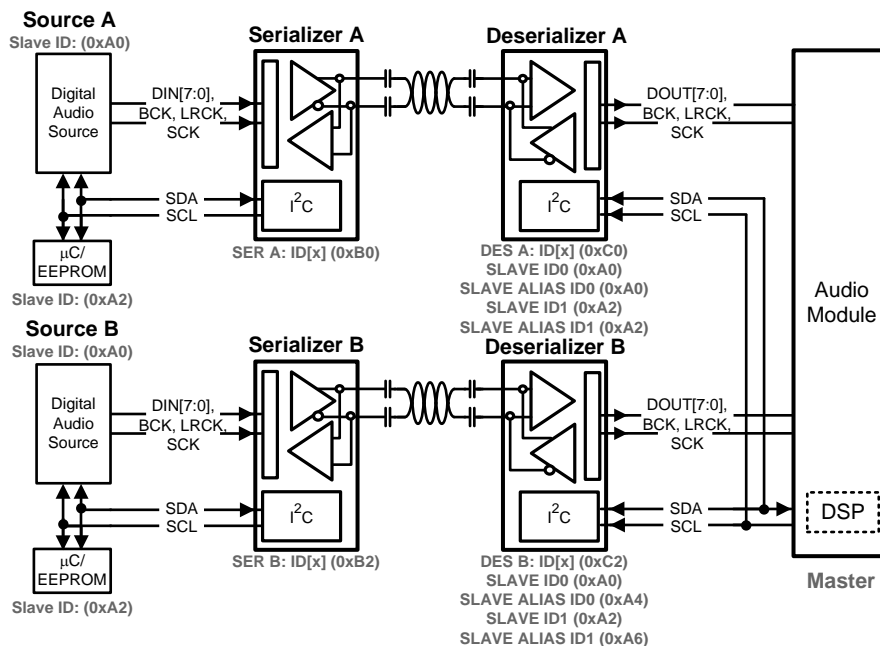 Source A
Slave ID: (0xA0)
Digital
Audio
Source
DIN[7:0],
BCK, LRCK,
SCK
SDA
SCL
µC/
EEPROM
Slave ID: (0xA2)
Serializer A
I²C
SER A: ID[x] (0xB0)
Deserializer A
I²C
DES A: ID[x] (0xC0)
SLAVE ID0 (0xA0)
SLAVE ALIAS ID0 (0xA0)
SLAVE ID1 (0xA2)
SLAVE ALIAS ID1 (0xA2)
DOUT[7:0],
BCK, LRCK,
SCK
SDA
SCL
Source B
Slave ID: (0xA0)
Digital
Audio
Source
DIN[7:0],
BCK, LRCK,
SCK
SDA
SCL
µC/
EEPROM
Slave ID: (0xA2)
Serializer B
I²C
SER B: ID[x] (0xB2)
Deserializer B
I²C
DES B: ID[x] (0xC2)
SLAVE ID0 (0xA0)
SLAVE ALIAS ID0 (0xA4)
SLAVE ID1 (0xA2)
SLAVE ALIAS ID1 (0xA6)
DOUT[7:0],
BCK, LRCK,
SCK
SDA
SCL
Audio
Module
DSP
Master